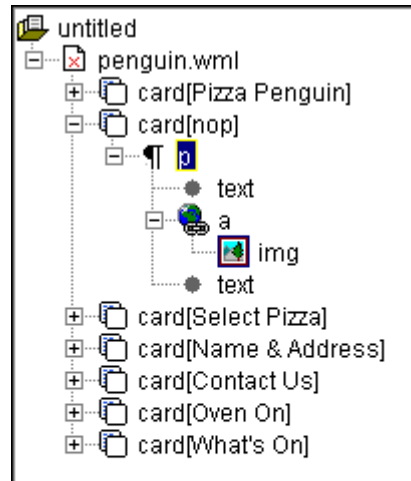 untitled
penguin.wml
card[Pizza Penguin]
card[nop]
¶ p
text
a
img
text
card[Select Pizza]
card[Name & Address]
card[Contact Us]
card[Oven On]
card[What's On]